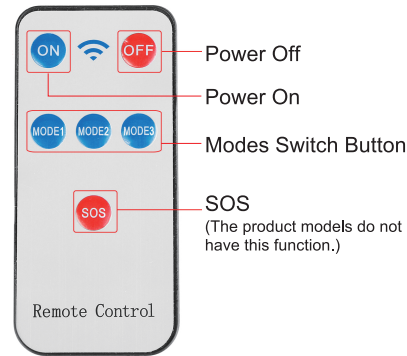 ON
OFF
Power Off
Power On
MODE1 MODE2 MODE3
Modes Switch Button
SOS
SOS
(The product models do not
have this function.)
Remote Control